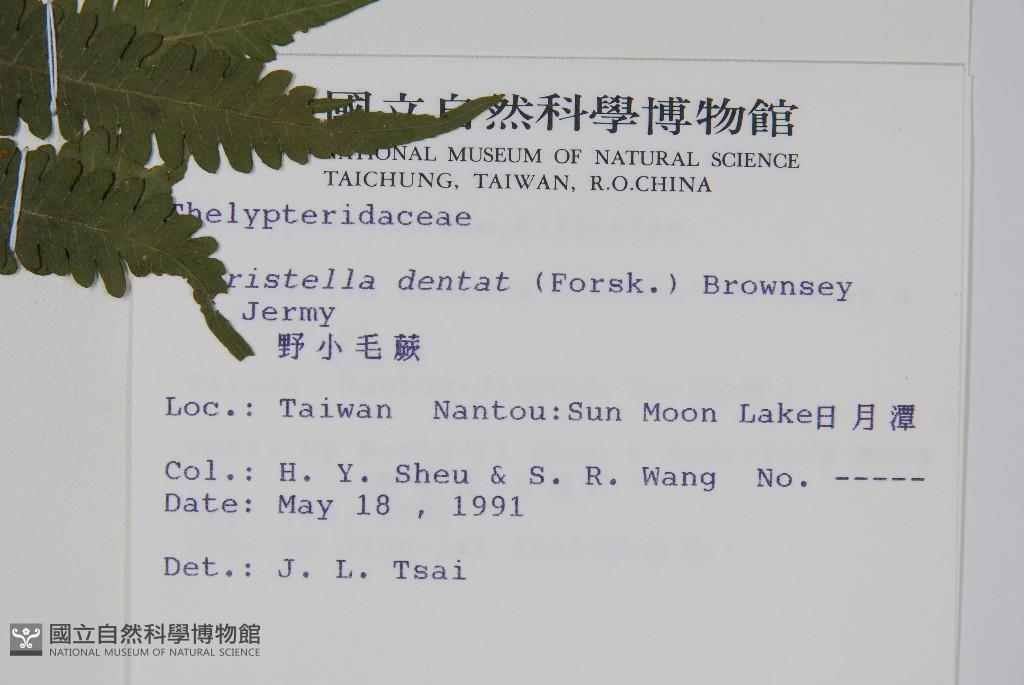 國立自然科學博物館
NATIONAL MUSEUM OF NATURAL SCIENCE
TAICHUNG, TAIWAN, R.O.CHINA
Thelypteridaceae
ristella dentat (Forsk.) Brownsey
Jermy
野小毛蕨
Loc.: Taiwan Nantou:Sun Moon Lake日月潭
Col.: H. Y. Sheu & S. R. Wang No. -----
Date: May 18 , 1991
Det.: J. L. Tsai
國立自然科學博物館
NATIONAL MUSEUM OF NATURAL SCIENCE